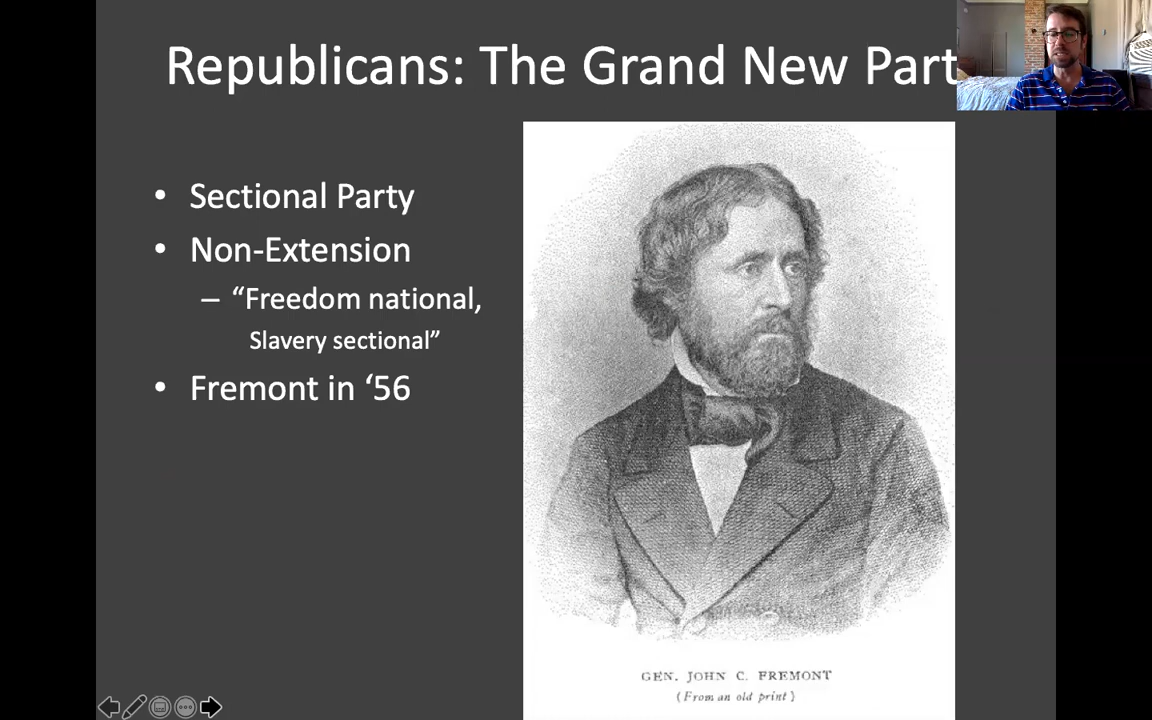 Republicans: The Grand New Part
• Sectional Party
• Non-Extension
– “Freedom national,
Slavery sectional”
• Fremont in ‘56
GEN. JOHN C. FREMONT
(From an old print)